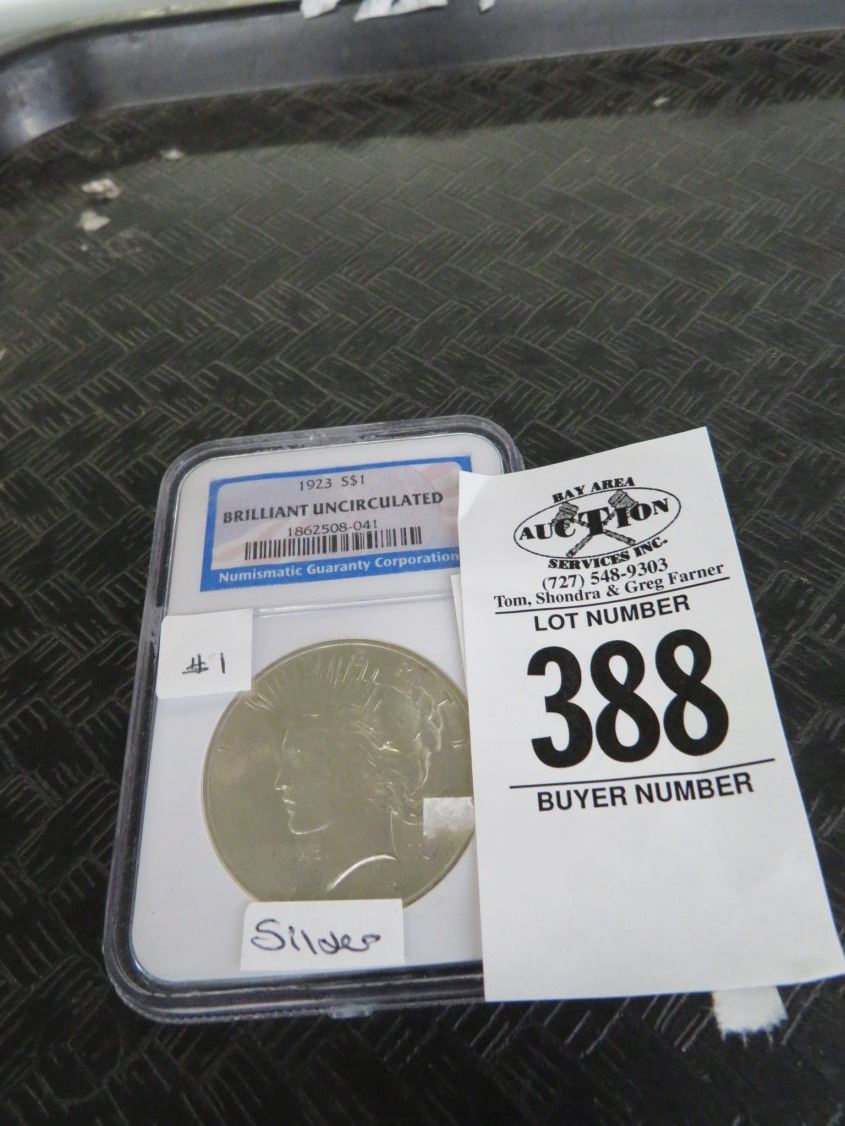 1923 S$1
BRILLIANT UNCIRCULATED
1862508-041
Numismatic Guaranty Corporation
#1
Silver
BAY AREA
AUCTION
SERVICES INC.
(727) 548-9303
Tom, Shondra & Greg Farner
LOT NUMBER
388
BUYER NUMBER